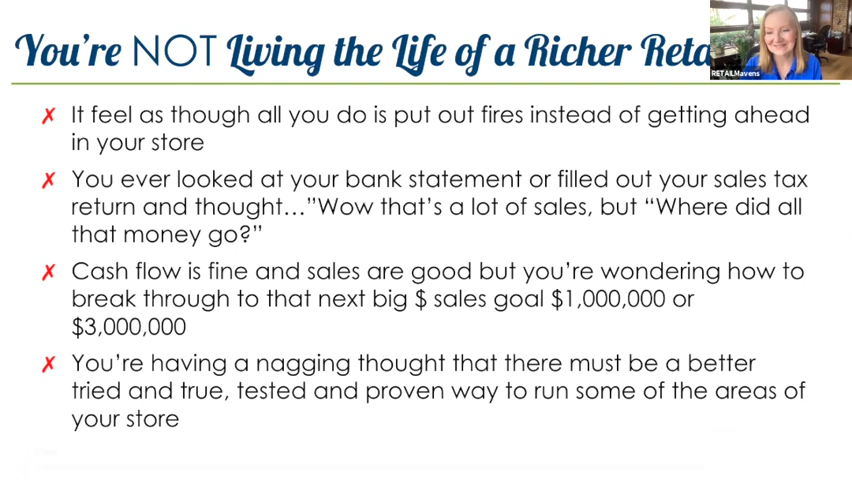 You're NOT Living the Life of a Richer Reta
RETAILMavens
✗ It feel as though all you do is put out fires instead of getting ahead
in your store
✗ You ever looked at your bank statement or filled out your sales tax
return and thought…"Wow that's a lot of sales, but "Where did all
that money go?"
✗ Cash flow is fine and sales are good but you're wondering how to
break through to that next big $ sales goal $1,000,000 or
$3,000,000
✗ You're having a nagging thought that there must be a better
tried and true, tested and proven way to run some of the areas of
your store